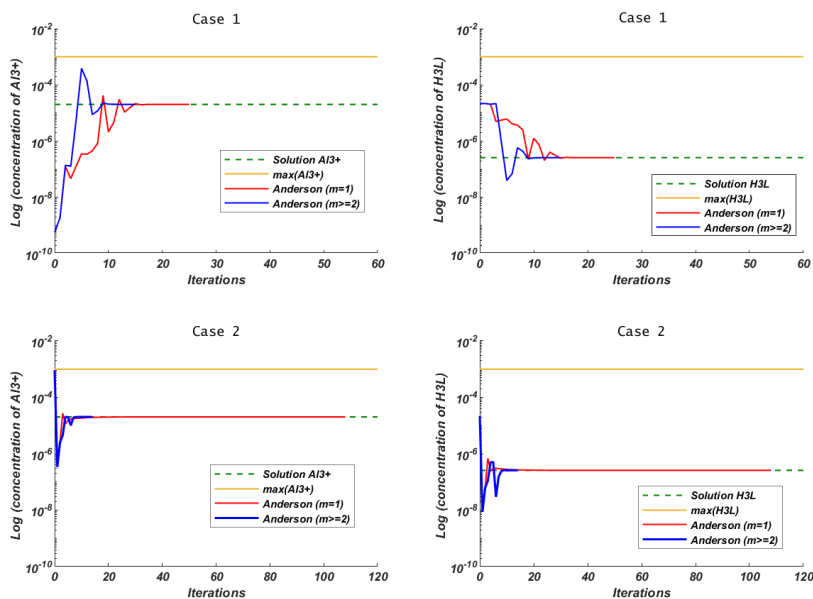 Case 1
Log (concentration of Al3+)
10^-2
10^-4
10^-6
10^-8
10^-10
0 10 20 30 40 50 60
Iterations
Solution Al3+
max(Al3+)
Anderson (m=1)
Anderson (m>=2)
Case 1
Log (concentration of H3L)
10^-2
10^-4
10^-6
10^-8
10^-10
0 10 20 30 40 50 60
Iterations
Solution H3L
max(H3L)
Anderson (m=1)
Anderson (m>=2)
Case 2
Log (concentration of Al3+)
10^-2
10^-4
10^-6
10^-8
10^-10
0 20 40 60 80 100 120
Iterations
Solution Al3+
max(Al3+)
Anderson (m=1)
Anderson (m>=2)
Case 2
Log (concentration of H3L)
10^-2
10^-4
10^-6
10^-8
10^-10
0 20 40 60 80 100 120
Iterations
Solution H3L
max(H3L)
Anderson (m=1)
Anderson (m>=2)